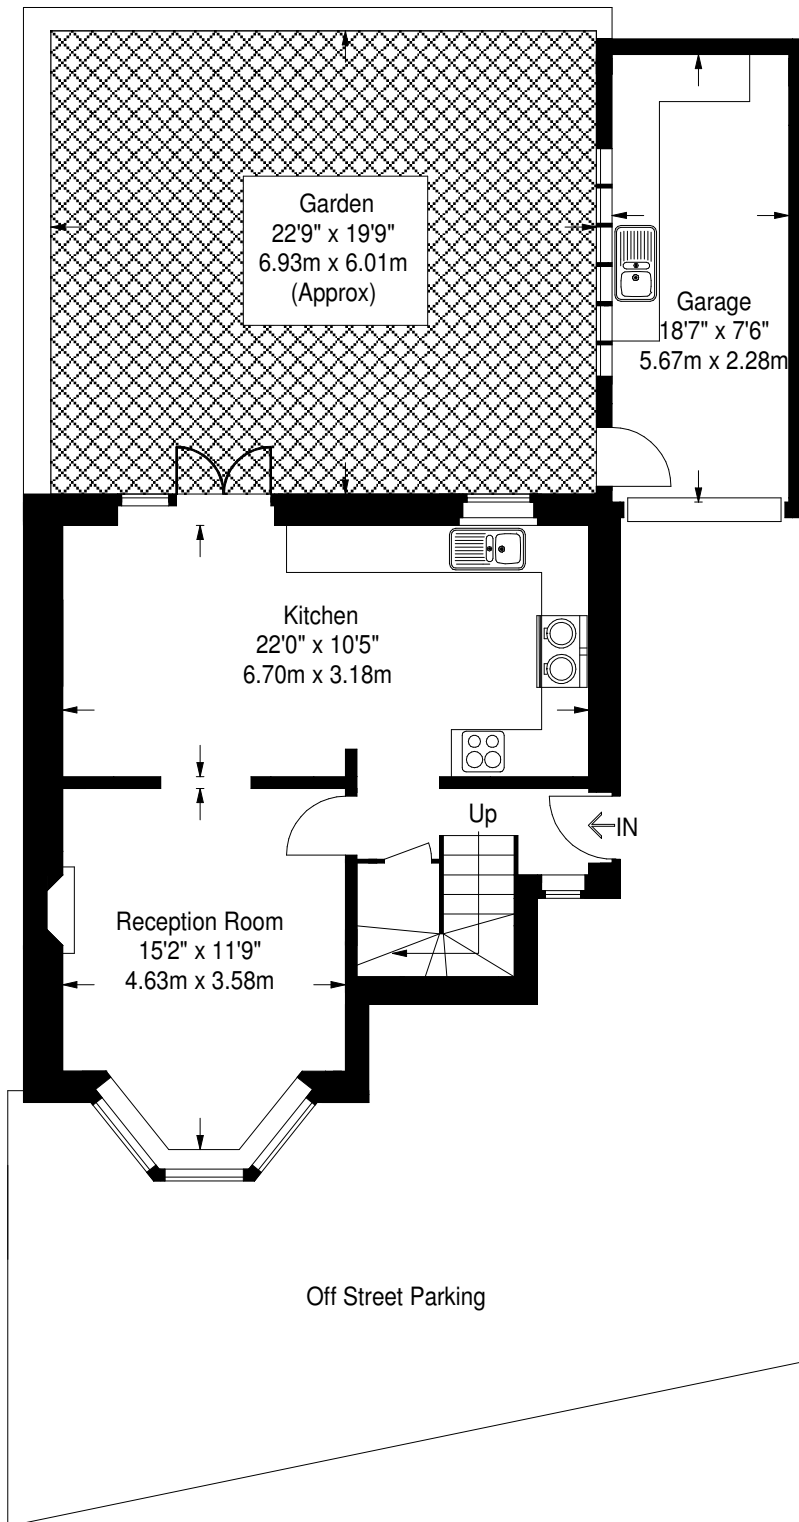 Garden
22'9" x 19'9"
6.93m x 6.01m
(Approx)
Garage
18'7" x 7'6"
5.67m x 2.28m
Kitchen
22'0" x 10'5"
6.70m x 3.18m
Up
IN
Reception Room
15'2" x 11'9"
4.63m x 3.58m
Off Street Parking